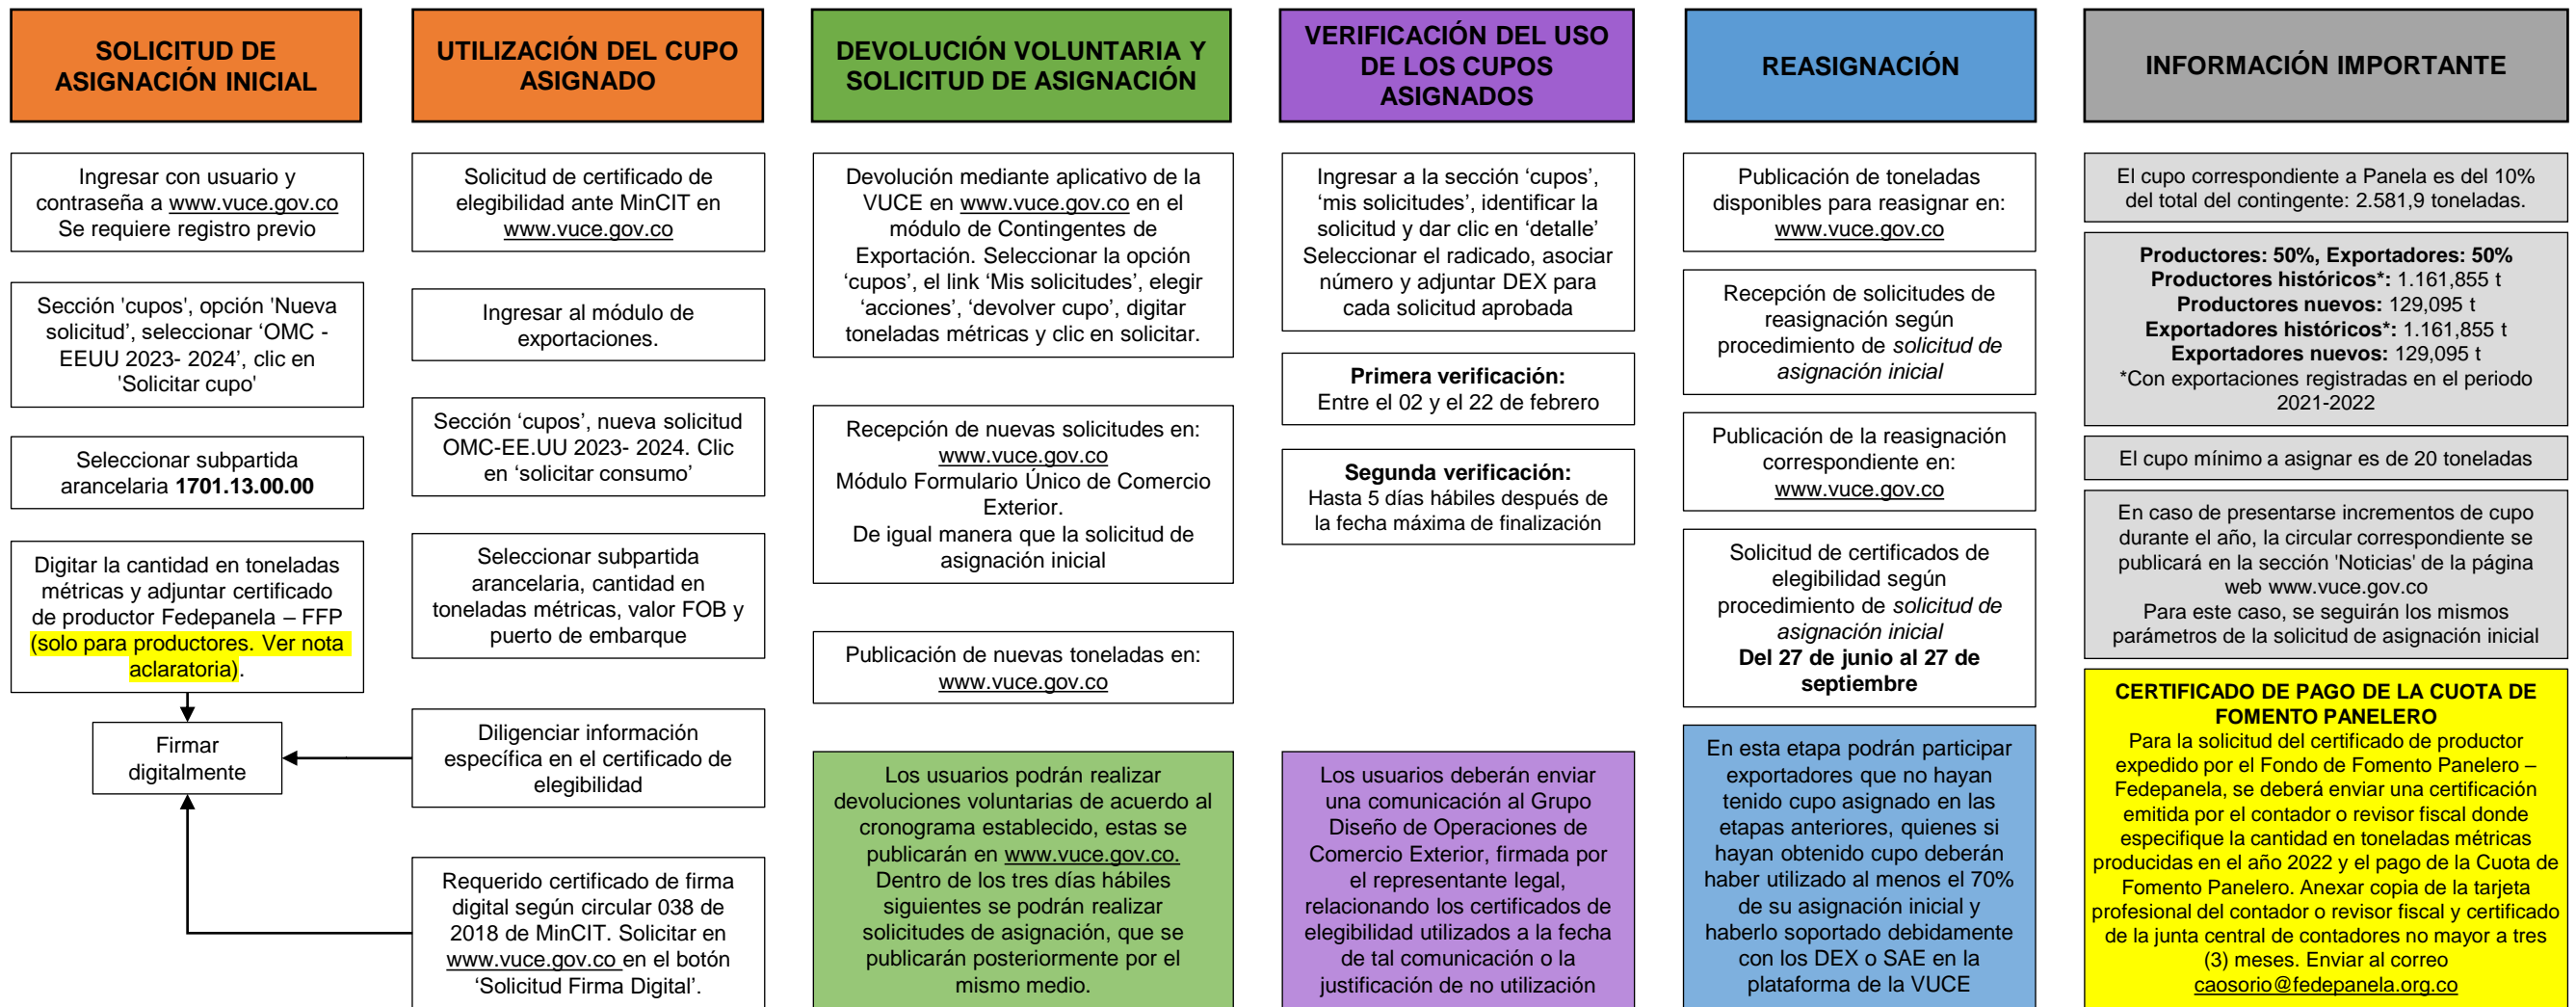 SOLICITUD DE
ASIGNACIÓN INICIAL
Ingresar con usuario y
contraseña a www.vuce.gov.co
Se requiere registro previo
Sección 'cupos', opción 'Nueva
solicitud’, seleccionar ‘OMC -
EEUU 2023- 2024’, clic en
'Solicitar cupo'
Seleccionar subpartida
arancelaria 1701.13.00.00
Digitar la cantidad en toneladas
métricas y adjuntar certificado
de productor Fedepanela – FFP
(solo para productores. Ver nota
aclaratoria).
Firmar
digitalmente
UTILIZACIÓN DEL CUPO
ASIGNADO
Solicitud de certificado de
elegibilidad ante MinCIT en
www.vuce.gov.co
Ingresar al módulo de
exportaciones.
Sección ‘cupos’, nueva solicitud
OMC-EE.UU 2023- 2024. Clic
en ‘solicitar consumo’
Seleccionar subpartida
arancelaria, cantidad en
toneladas métricas, valor FOB y
puerto de embarque
Diligenciar información
específica en el certificado de
elegibilidad
Requerido certificado de firma
digital según circular 038 de
2018 de MinCIT. Solicitar en
www.vuce.gov.co en el botón
‘Solicitud Firma Digital’.
DEVOLUCIÓN VOLUNTARIA Y
SOLICITUD DE ASIGNACIÓN
Devolución mediante aplicativo de la
VUCE en www.vuce.gov.co en el
módulo de Contingentes de
Exportación. Seleccionar la opción
‘cupos’, el link ‘Mis solicitudes’, elegir
‘acciones’, ‘devolver cupo’, digitar
toneladas métricas y clic en solicitar.
Recepción de nuevas solicitudes en:
www.vuce.gov.co
Módulo Formulario Único de Comercio
Exterior.
De igual manera que la solicitud de
asignación inicial
Publicación de nuevas toneladas en:
www.vuce.gov.co
Los usuarios podrán realizar
devoluciones voluntarias de acuerdo al
cronograma establecido, estas se
publicarán en www.vuce.gov.co.
Dentro de los tres días hábiles
siguientes se podrán realizar
solicitudes de asignación, que se
publicarán posteriormente por el
mismo medio.
VERIFICACIÓN DEL USO
DE LOS CUPOS
ASIGNADOS
Ingresar a la sección ‘cupos’,
‘mis solicitudes’, identificar la
solicitud y dar clic en ‘detalle’
Seleccionar el radicado, asociar
número y adjuntar DEX para
cada solicitud aprobada
Primera verificación:
Entre el 02 y el 22 de febrero
Segunda verificación:
Hasta 5 días hábiles después de
la fecha máxima de finalización
Los usuarios deberán enviar
una comunicación al Grupo
Diseño de Operaciones de
Comercio Exterior, firmada por
el representante legal,
relacionando los certificados de
elegibilidad utilizados a la fecha
de tal comunicación o la
justificación de no utilización
REASIGNACIÓN
Publicación de toneladas
disponibles para reasignar en:
www.vuce.gov.co
Recepción de solicitudes de
reasignación según
procedimiento de solicitud de
asignación inicial
Publicación de la reasignación
correspondiente en:
www.vuce.gov.co
Solicitud de certificados de
elegibilidad según
procedimiento de solicitud de
asignación inicial
Del 27 de junio al 27 de
septiembre
En esta etapa podrán participar
exportadores que no hayan
tenido cupo asignado en las
etapas anteriores, quienes si
hayan obtenido cupo deberán
haber utilizado al menos el 70%
de su asignación inicial y
haberlo soportado debidamente
con los DEX o SAE en la
plataforma de la VUCE
INFORMACIÓN IMPORTANTE
El cupo correspondiente a Panela es del 10%
del total del contingente: 2.581,9 toneladas.
Productores: 50%, Exportadores: 50%
Productores históricos*: 1.161,855 t
Productores nuevos: 129,095 t
Exportadores históricos*: 1.161,855 t
Exportadores nuevos: 129,095 t
*Con exportaciones registradas en el periodo
2021-2022
El cupo mínimo a asignar es de 20 toneladas
En caso de presentarse incrementos de cupo
durante el año, la circular correspondiente se
publicará en la sección 'Noticias' de la página
web www.vuce.gov.co
Para este caso, se seguirán los mismos
parámetros de la solicitud de asignación inicial
CERTIFICADO DE PAGO DE LA CUOTA DE
FOMENTO PANELERO
Para la solicitud del certificado de productor
expedido por el Fondo de Fomento Panelero –
Fedepanela, se deberá enviar una certificación
emitida por el contador o revisor fiscal donde
especifique la cantidad en toneladas métricas
producidas en el año 2022 y el pago de la Cuota de
Fomento Panelero. Anexar copia de la tarjeta
profesional del contador o revisor fiscal y certificado
de la junta central de contadores no mayor a tres
(3) meses. Enviar al correo
caosorio@fedepanela.org.co